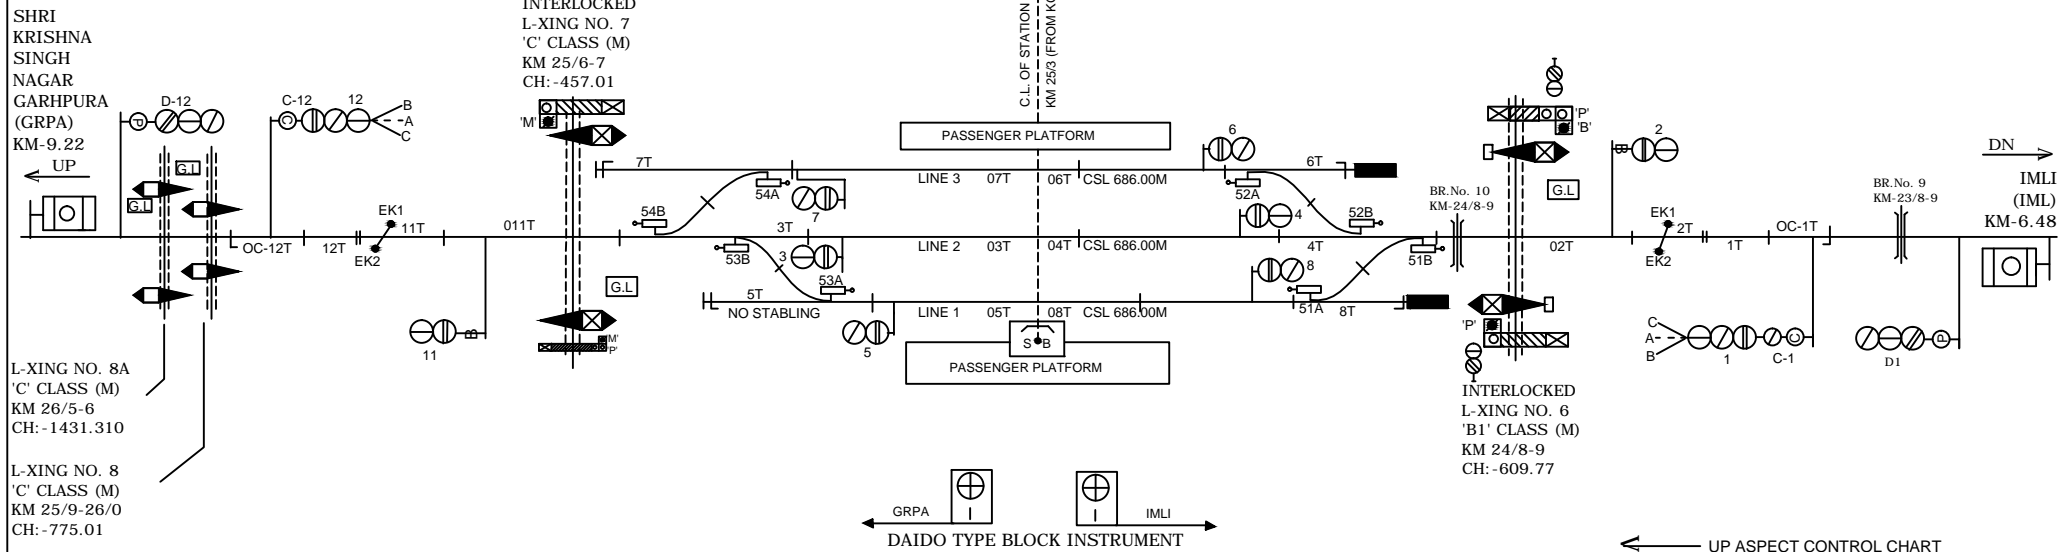 SHRI
KRISHNA
SINGH
NAGAR
GARHPURA
(GRPA)
KM-9.22
UP
INTERLOCKED
L-XING NO. 7
'C' CLASS (M)
KM 25/6-7
CH:-457.01
C.L. OF STATION
KM 25/3 (FROM
D-12
P
C-12
12
C
B
A
C
G.L
G.L
'M'
PASSENGER PLATFORM
6
'P'
'B'
2
B
DN
IMLI
(IML)
KM-6.48
7T
54A
LINE 3
07T
06T
CSL 686.00M
52A
6T
7
G.L
BR.No. 10
KM-24/8-9
BR.No. 9
KM-23/8-9
EK1
EK2
OC-12T
12T
11T
011T
54B
3T
53B
3
LINE 2
03T
04T
CSL 686.00M
4
4T
52B
51B
02T
EK1
EK2
2T
1T
OC-1T
G.L
5T
NO STABLING
53A
LINE 1
05T
08T
CSL 686.00M
8
51A
8T
11
B
'M'
'P'
5
S B
PASSENGER PLATFORM
'P'
C
A
B
1
C-1
C
D1
P
L-XING NO. 8A
'C' CLASS (M)
KM 26/5-6
CH:-1431.310
L-XING NO. 8
'C' CLASS (M)
KM 25/9-26/0
CH:-775.01
INTERLOCKED
L-XING NO. 6
'B1' CLASS (M)
KM 24/8-9
CH:-609.77
GRPA
IMLI
DAIDO TYPE BLOCK INSTRUMENT
UP ASPECT CONTROL CHART